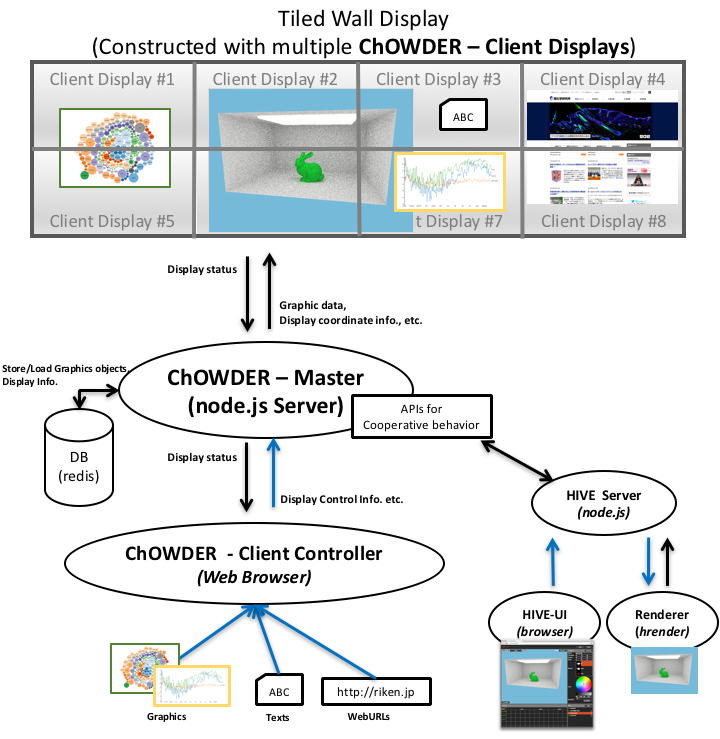 Tiled Wall Display
(Constructed with multiple ChOWDER – Client Displays)
Client Display #1
Client Display #2
Client Display #3
Client Display #4
ABC
Client Display #5
t Display #7
Client Display #8
Display status
Graphic data,
Display coordinate info., etc.
Store/Load Graphics objects,
Display Info.
ChOWDER – Master
(node.js Server)
APIs for
Cooperative behavior
DB
(redis)
Display status
Display Control Info. etc.
HIVE Server
(node.js)
ChOWDER - Client Controller
(Web Browser)
HIVE-UI
(browser)
Renderer
(hrender)
ABC
http://riken.jp
Graphics
Texts
WebURLs